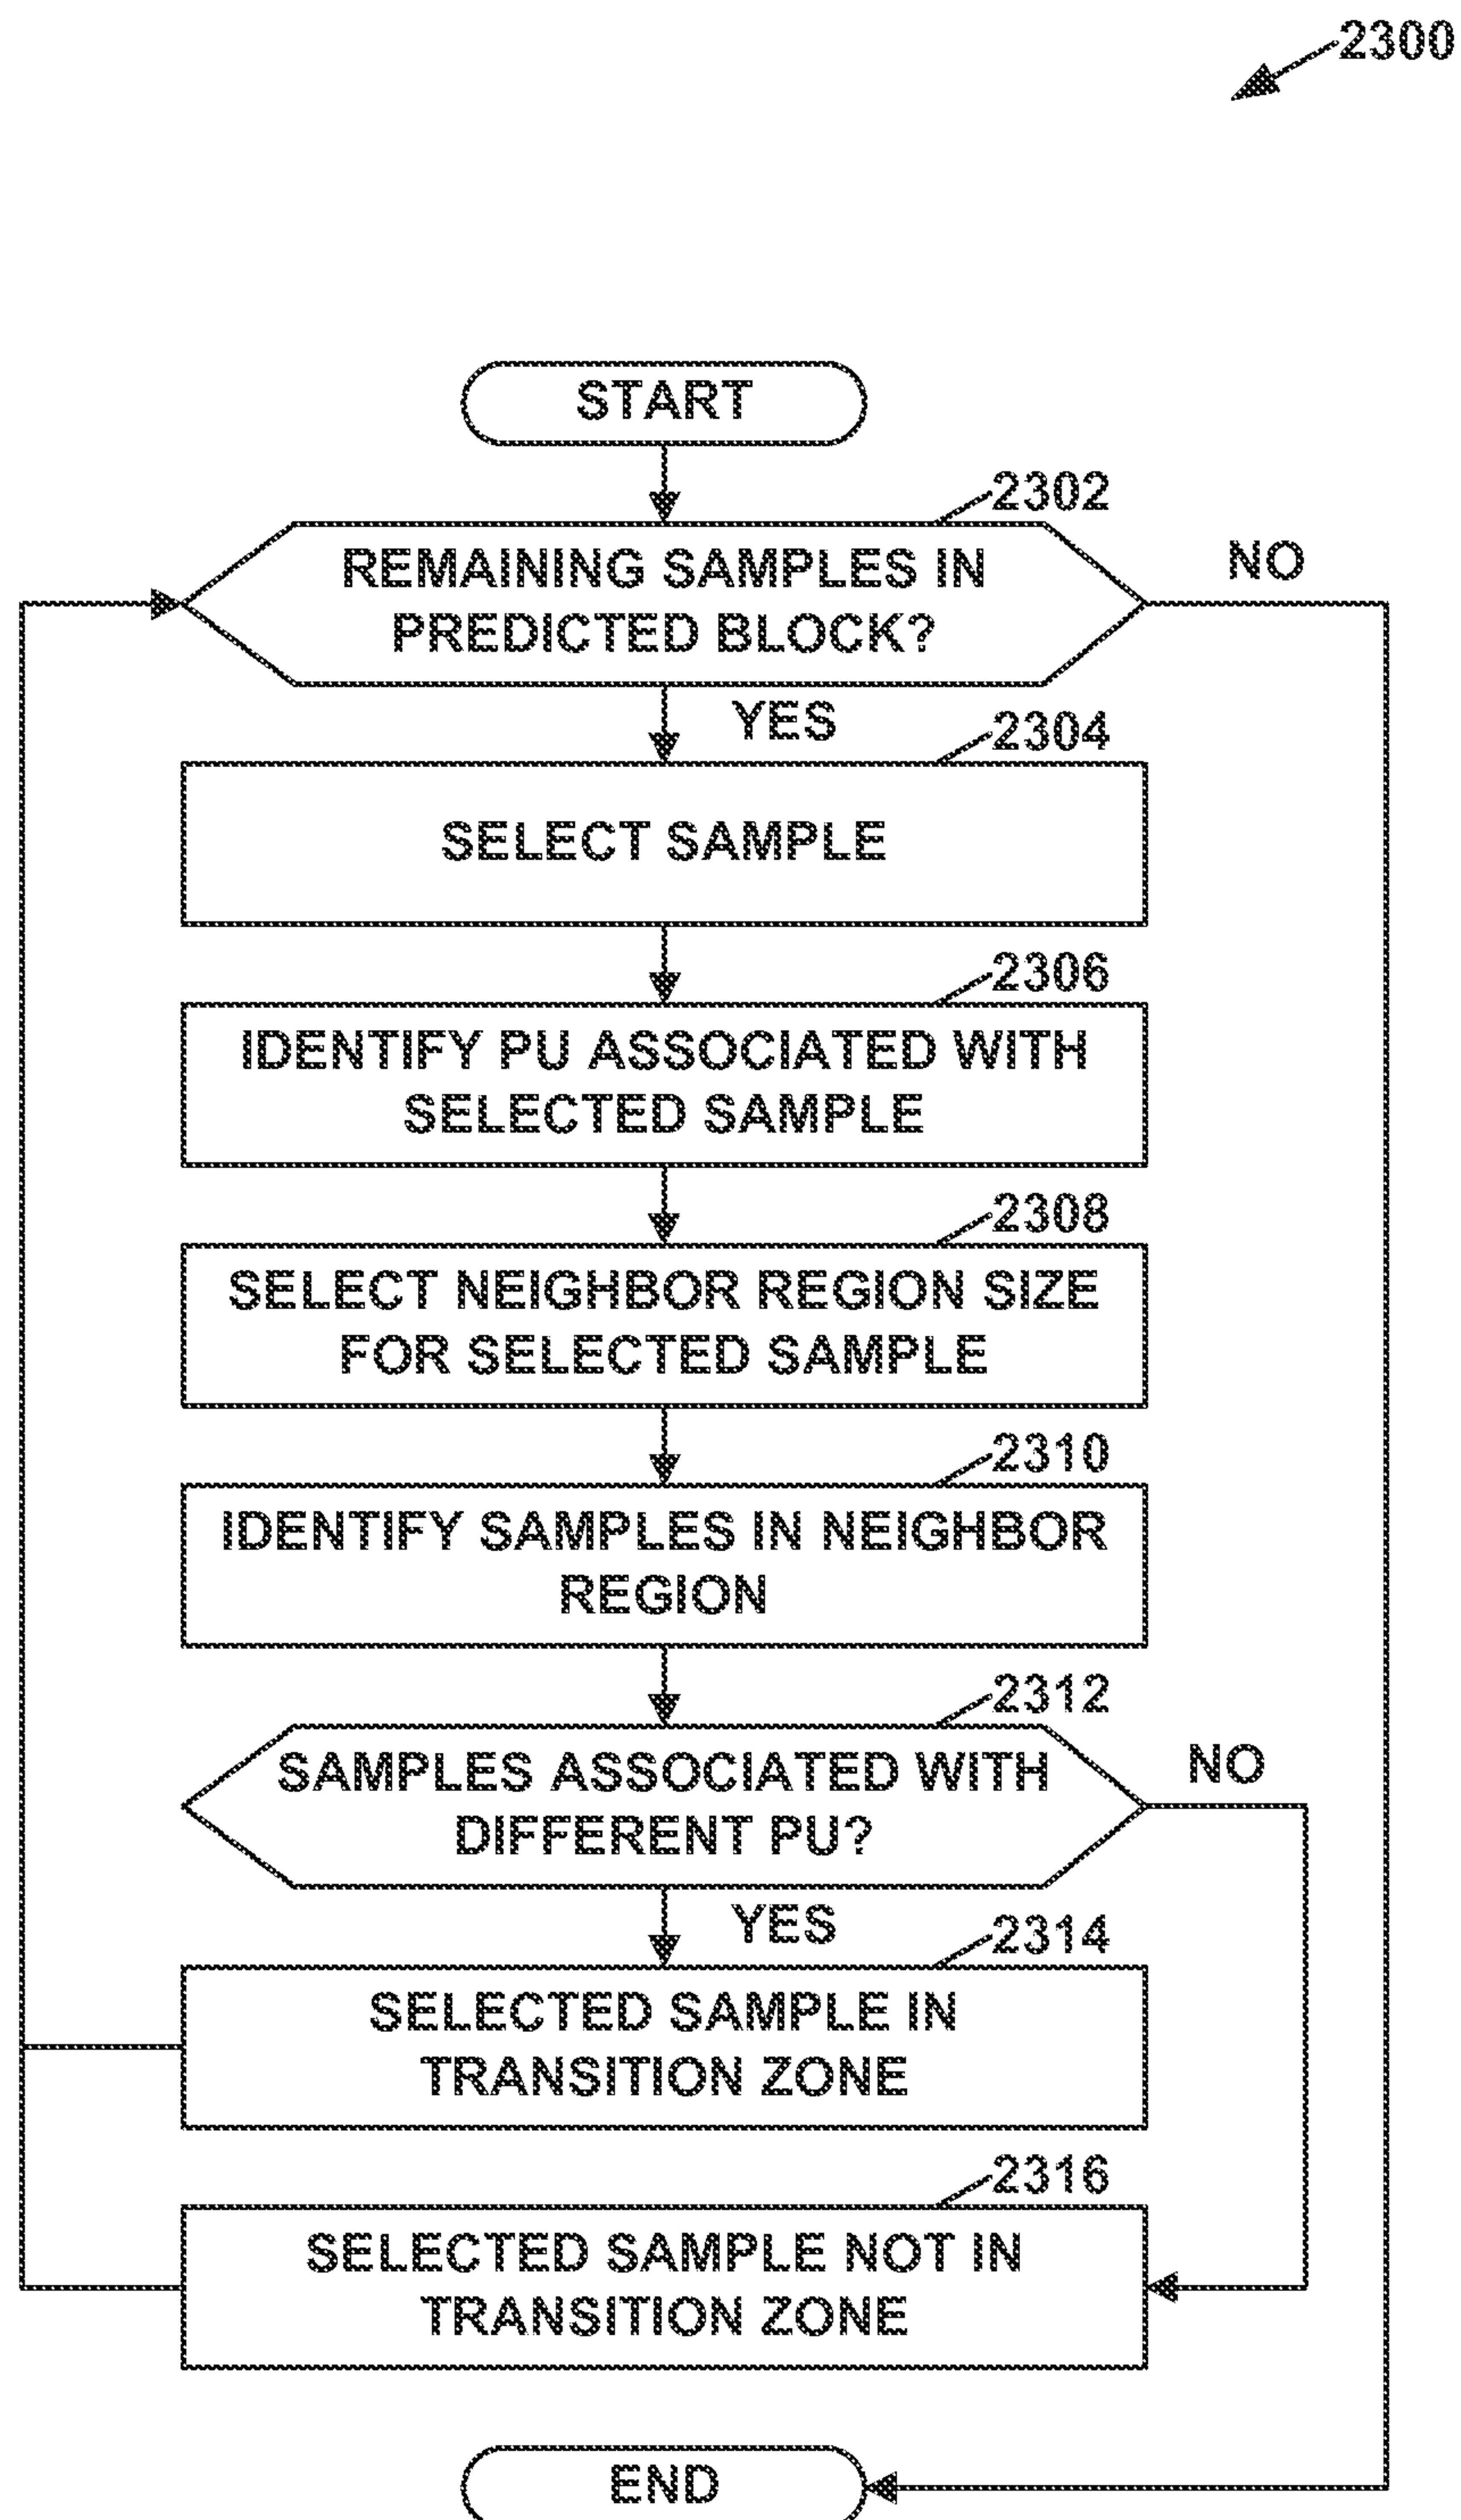 2300
START
2302
REMAINING SAMPLES IN
PREDICTED BLOCK?
NO
YES
2304
SELECT SAMPLE
2306
IDENTIFY PU ASSOCIATED WITH
SELECTED SAMPLE
2308
SELECT NEIGHBOR REGION SIZE
FOR SELECTED SAMPLE
2310
IDENTIFY SAMPLES IN NEIGHBOR
REGION
2312
SAMPLES ASSOCIATED WITH
DIFFERENT PU?
NO
YES
2314
SELECTED SAMPLE IN
TRANSITION ZONE
2316
SELECTED SAMPLE NOT IN
TRANSITION ZONE
END